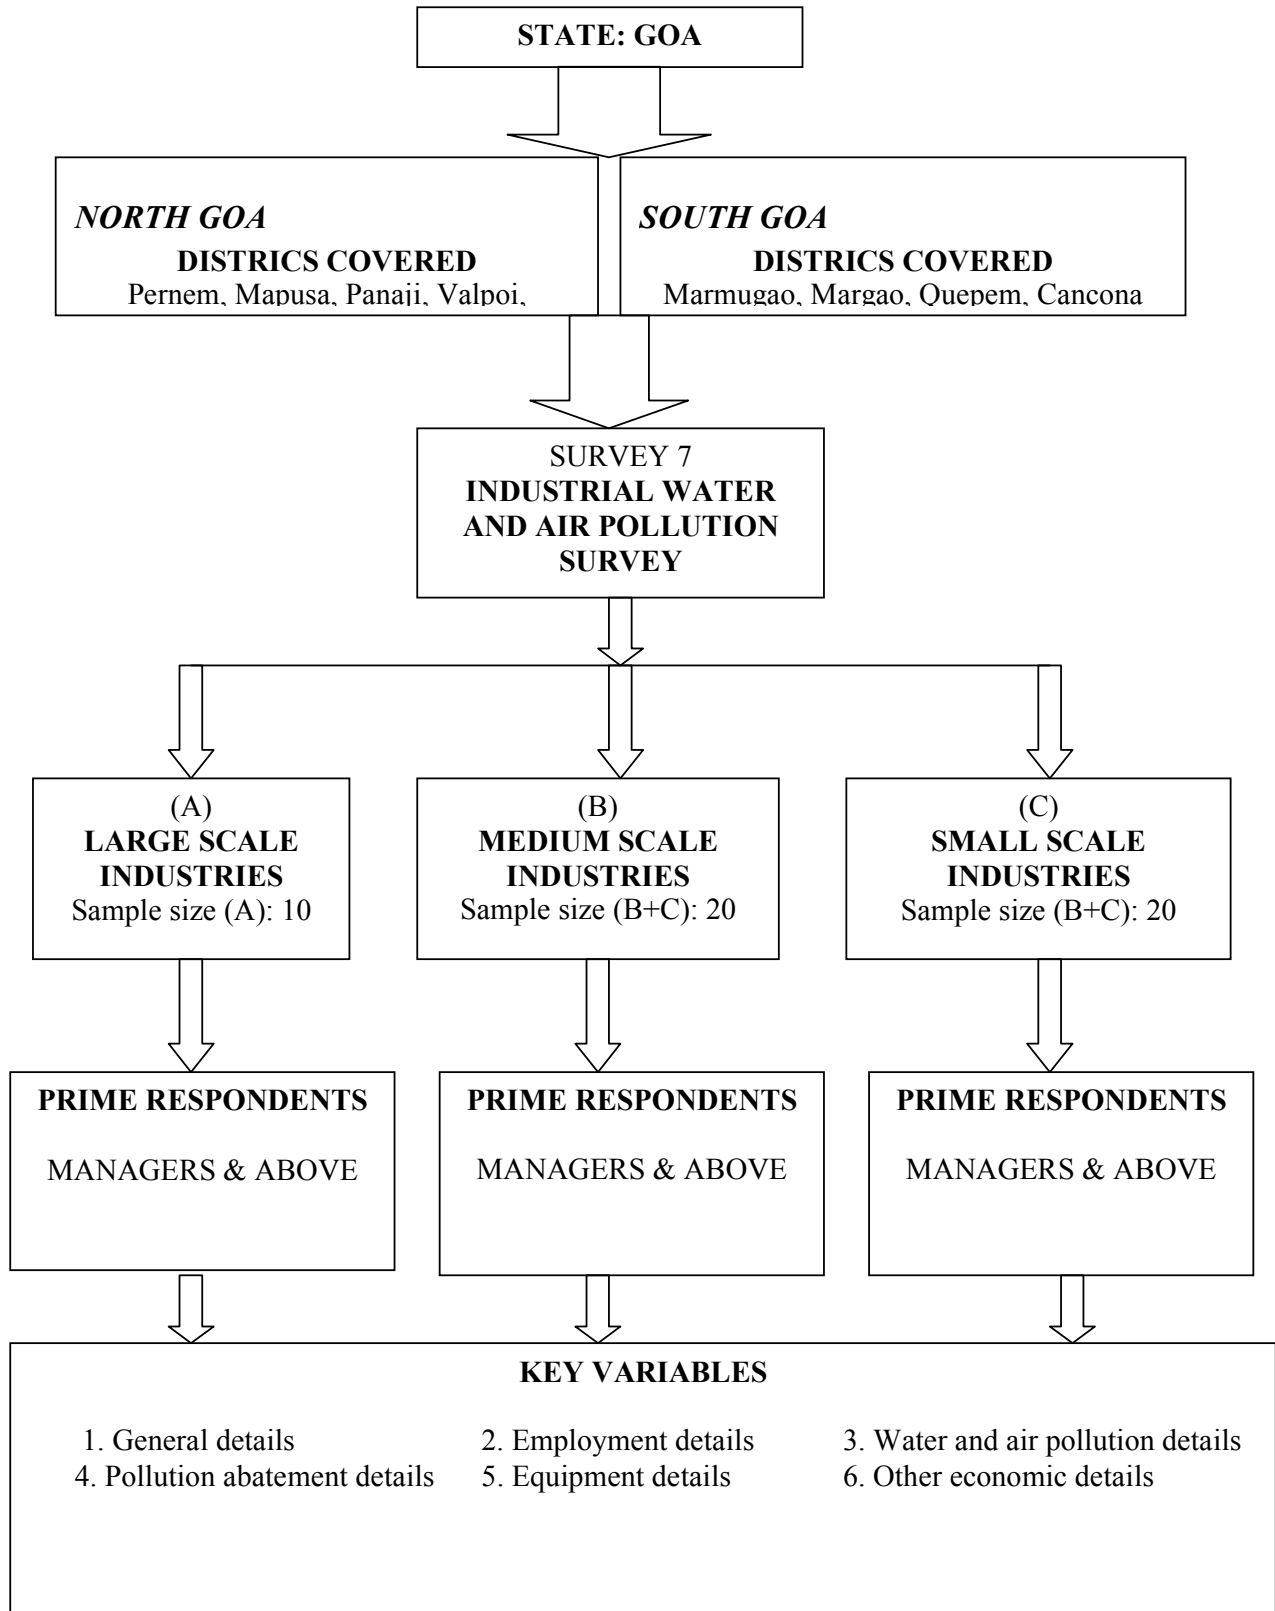 STATE: GOA
NORTH GOA
DISTRICS COVERED
Pernem, Mapusa, Panaji, Valpoi,
SOUTH GOA
DISTRICS COVERED
Marmugao, Margao, Quepem, Cancona
SURVEY 7
INDUSTRIAL WATER
AND AIR POLLUTION
SURVEY
(A)
LARGE SCALE
INDUSTRIES
Sample size (A): 10
(B)
MEDIUM SCALE
INDUSTRIES
Sample size (B+C): 20
(C)
SMALL SCALE
INDUSTRIES
Sample size (B+C): 20
PRIME RESPONDENTS
MANAGERS & ABOVE
PRIME RESPONDENTS
MANAGERS & ABOVE
PRIME RESPONDENTS
MANAGERS & ABOVE
KEY VARIABLES
1. General details 2. Employment details 3. Water and air pollution details
4. Pollution abatement details 5. Equipment details 6. Other economic details